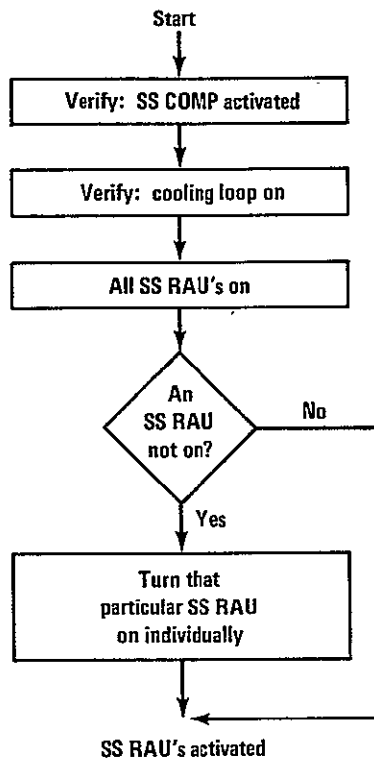 Start
Verify: SS COMP activated
Verify: cooling loop on
All SS RAU's on
An
SS RAU
not on?
No
Yes
Turn that
particular SS RAU
on individually
SS RAU's activated